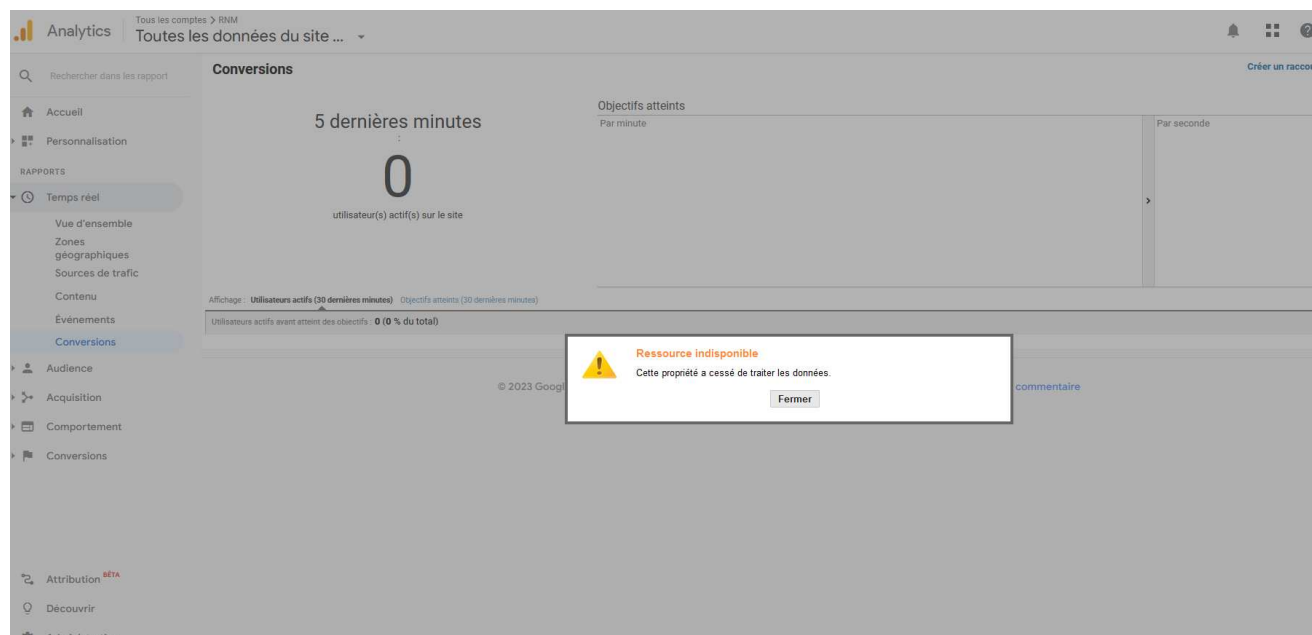 Analytics
Tous les comptes > RNM
Toutes les données du site ...
Rechercher dans les rapport
Accueil
Personnalisation
RAPPORTS
Temps réel
Vue d'ensemble
Zones
géographiques
Sources de trafic
Contenu
Événements
Conversions
Audience
Acquisition
Comportement
Conversions
Attribution BÊTA
Découvrir
Conversions
Créer un raccou
5 dernières minutes
:
0
utilisateur(s) actif(s) sur le site
Objectifs atteints
Par minute
Par seconde
Affichage : Utilisateurs actifs (30 dernières minutes) Objectifs atteints (30 dernières minutes)
Utilisateurs actifs ayant atteint des objectifs : 0 (0 % du total)
Ressource indisponible
Cette propriété a cessé de traiter les données.
Fermer
© 2023 Googl
commentaire